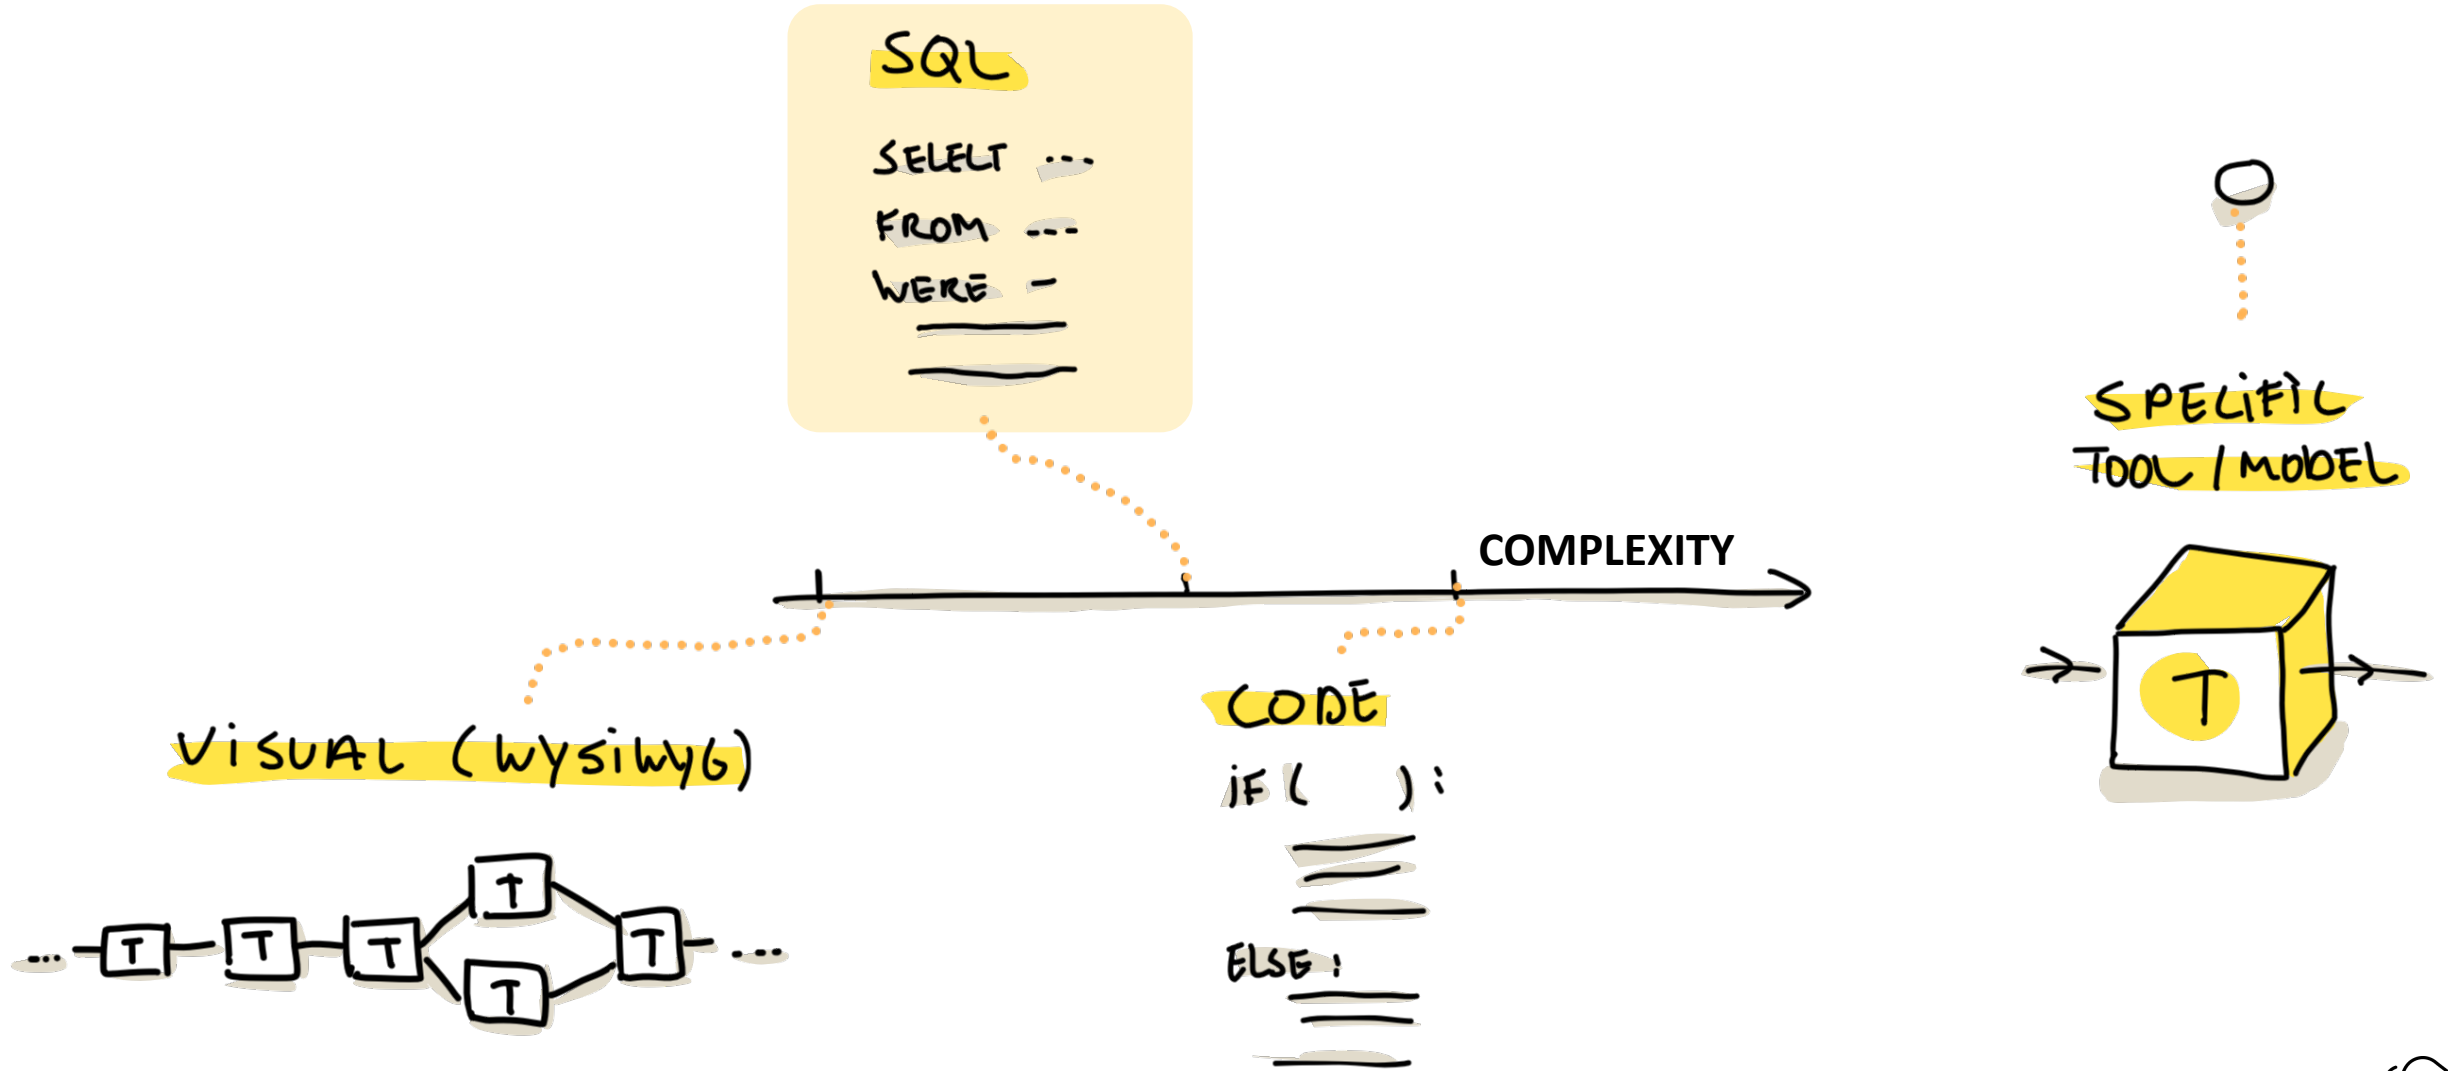 SQL
SELECT ...
FROM ---
WERE -
COMPLEXITY
VISUAL (WYSIWYG)
... T T T T T T ...
CODE
if ( ):
ELSE:
SPECIFIC
TOOL / MODEL
T